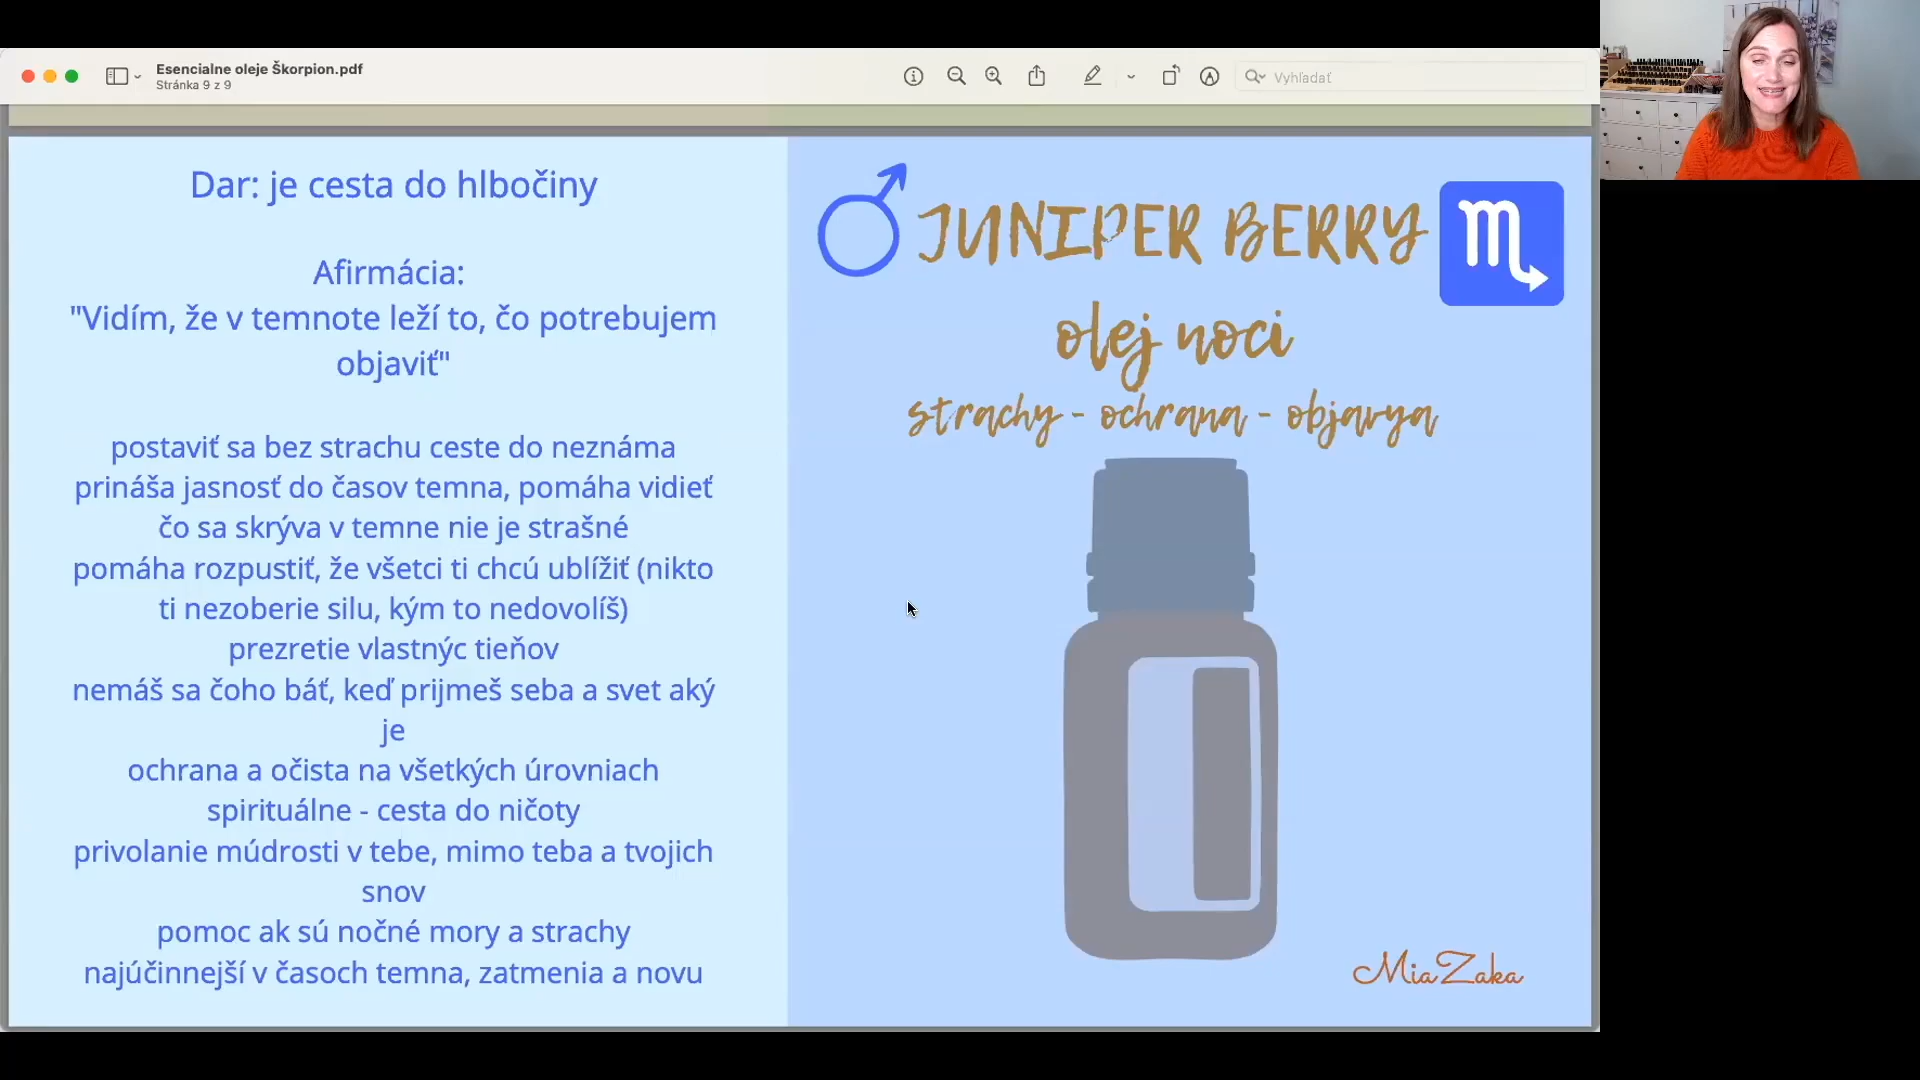 Esencialne oleje Škorpion.pdf
Stránka 9 z 9
Vyhľadať
Dar: je cesta do hlbočiny
Afirmácia:
"Vidím, že v temnote leží to, čo potrebujem
objaviť"
postaviť sa bez strachu ceste do neznáma
prináša jasnosť do časov temna, pomáha vidieť
čo sa skrýva v temne nie je strašné
pomáha rozpustiť, že všetci ti chcú ublížiť (nikto
ti nezoberie silu, kým to nedovolíš)
prezretie vlastnýc tieňov
nemáš sa čoho báť, keď prijmeš seba a svet aký
je
ochrana a očista na všetkých úrovniach
spirituálne - cesta do ničoty
privolanie múdrosti v tebe, mimo teba a tvojich
snov
pomoc ak sú nočné mory a strachy
najúčinnejší v časoch temna, zatmenia a novu
JUNIPER BERRY
olej noci
strachy - ochrana - objavya
MiaZaka